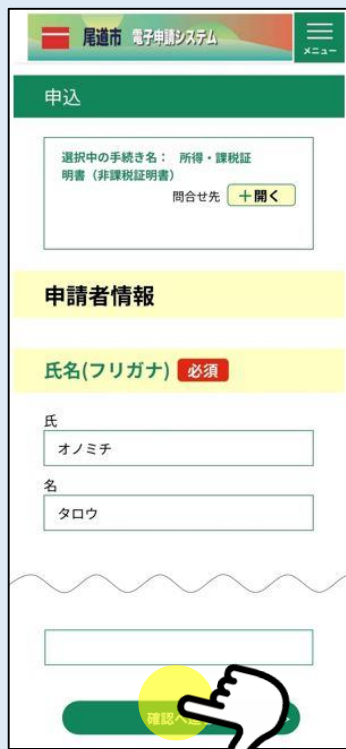 尾道市 電子申請システム
メニュー
申込
選択中の手続き名： 所得・課税証
明書（非課税証明書）
問合せ先 ＋開く
申請者情報
氏名(フリガナ) 必須
氏
オノミチ
名
タロウ
確認へ